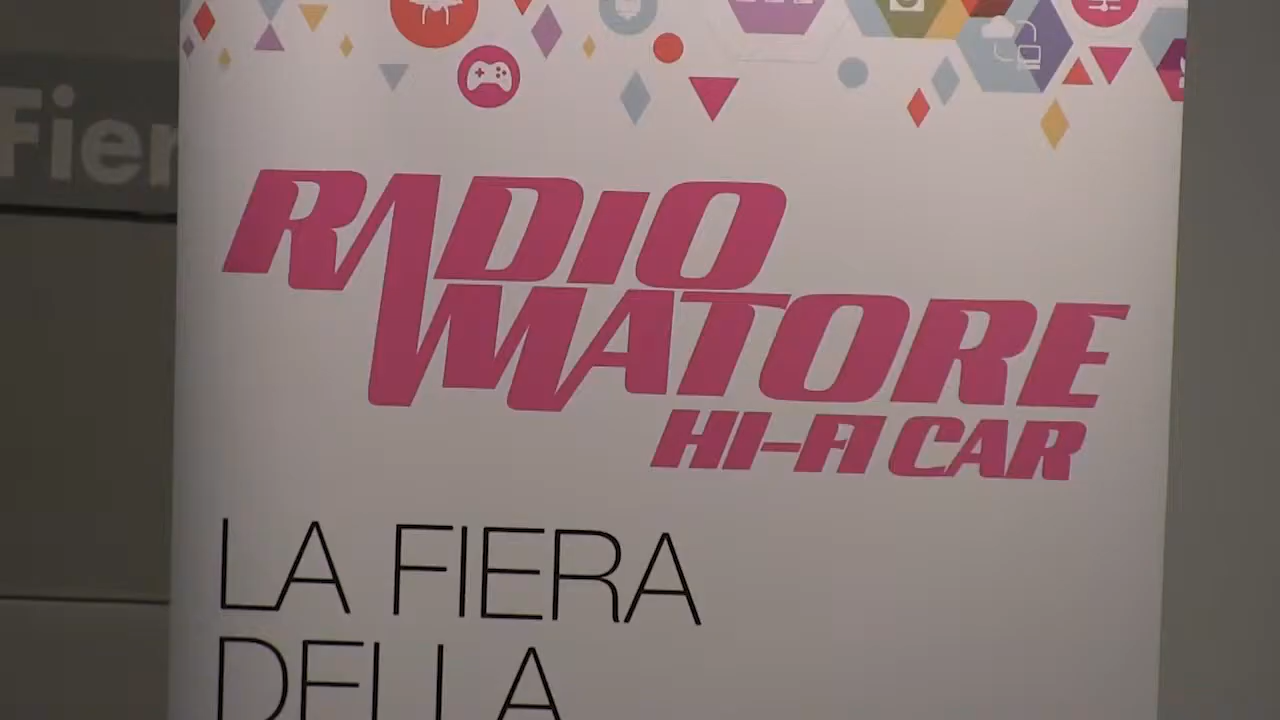 Fier
RADIO
MATORE
HI-FI CAR
LA FIERA
DELLA